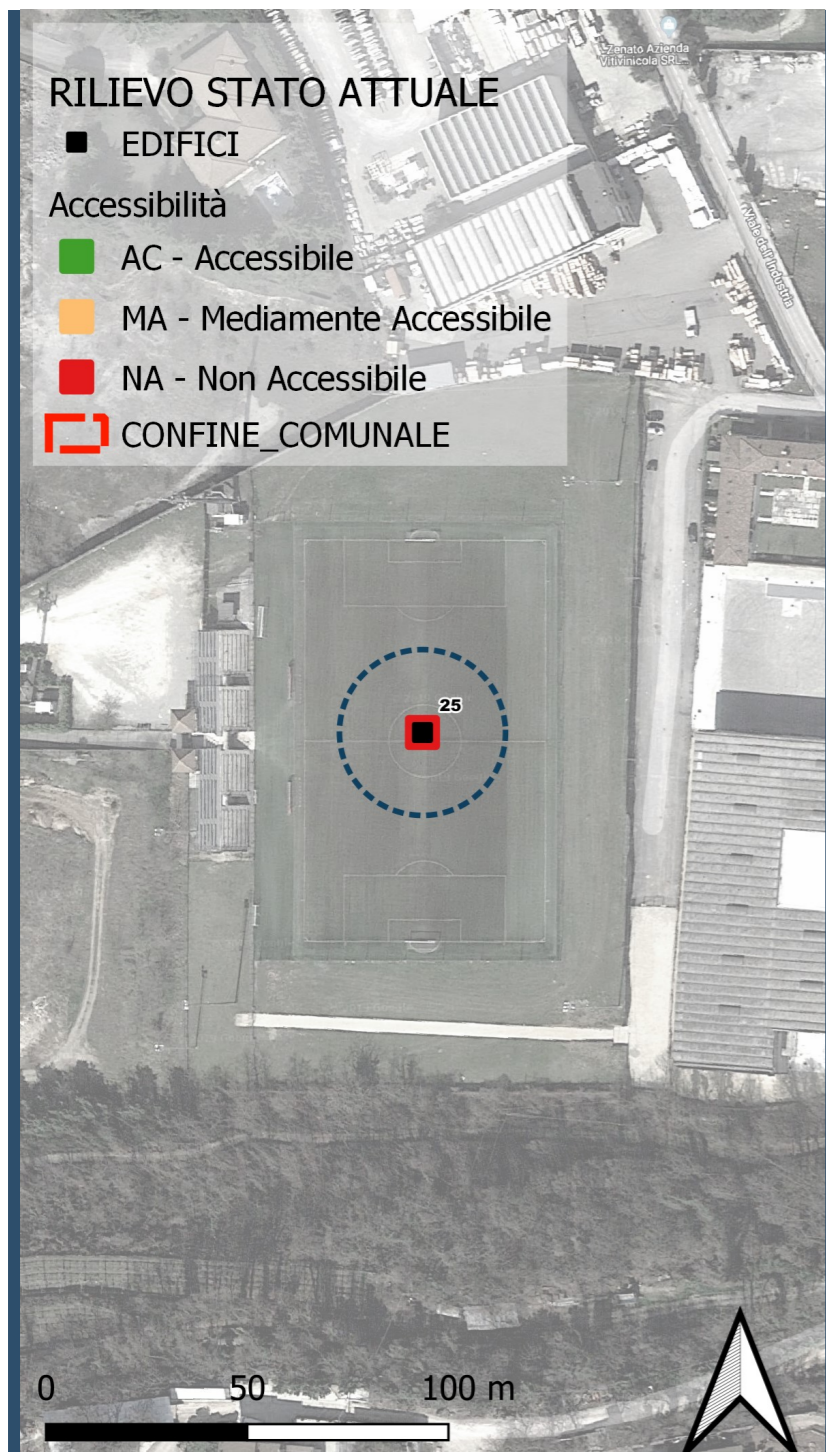 Zenato Azienda
Vitivinicola SRL...
RILIEVO STATO ATTUALE
EDIFICI
Accessibilità
AC - Accessibile
MA - Mediamente Accessibile
NA - Non Accessibile
CONFINE_COMUNALE
Viale dell'Industria
25
0 50 100 m